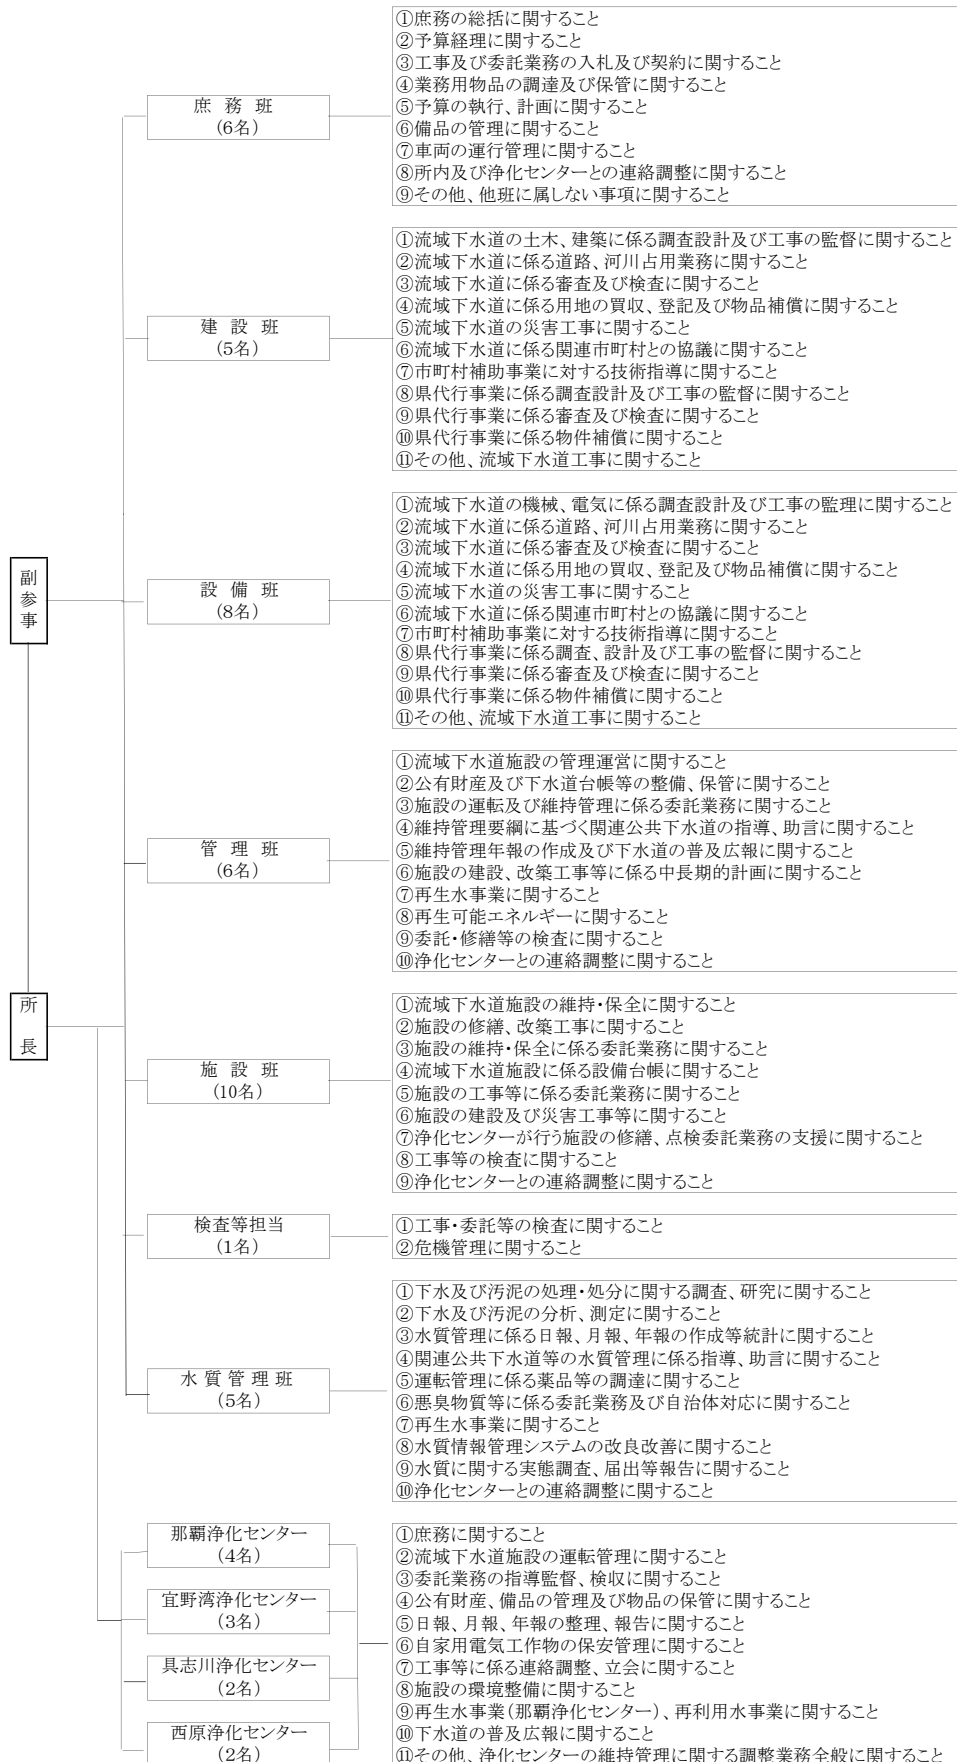 ①庶務の総括に関すること
②予算経理に関すること
③工事及び委託業務の入札及び契約に関すること
④業務用物品の調達及び保管に関すること
庶務班
(6名)
⑤予算の執行、計画に関すること
⑥備品の管理に関すること
⑦車両の運行管理に関すること
⑧所内及び浄化センターとの連絡調整に関すること
⑨その他、他班に属しない事項に関すること
①流域下水道の土木、建築に係る調査設計及び工事の監督に関すること
②流域下水道に係る道路、河川占用業務に関すること
③流域下水道に係る審査及び検査に関すること
④流域下水道に係る用地の買収、登記及び物品補償に関すること
建設班
(5名)
⑤流域下水道の災害工事に関すること
⑥流域下水道に係る関連市町村との協議に関すること
⑦市町村補助事業に対する技術指導に関すること
⑧県代行事業に係る調査設計及び工事の監督に関すること
⑨県代行事業に係る審査及び検査に関すること
⑩県代行事業に係る物件補償に関すること
⑪その他、流域下水道工事に関すること
副参事
設備班
(8名)
①流域下水道の機械、電気に係る調査設計及び工事の監理に関すること
②流域下水道に係る道路、河川占用業務に関すること
③流域下水道に係る審査及び検査に関すること
④流域下水道に係る用地の買収、登記及び物品補償に関すること
⑤流域下水道の災害工事に関すること
⑥流域下水道に係る関連市町村との協議に関すること
⑦市町村補助事業に対する技術指導に関すること
⑧県代行事業に係る調査、設計及び工事の監督に関すること
⑨県代行事業に係る審査及び検査に関すること
⑩県代行事業に係る物件補償に関すること
⑪その他、流域下水道工事に関すること
管理班
(6名)
①流域下水道施設の管理運営に関すること
②公有財産及び下水道台帳等の整備、保管に関すること
③施設の運転及び維持管理に係る委託業務に関すること
④維持管理要綱に基づく関連公共下水道の指導、助言に関すること
⑤維持管理年報の作成及び下水道の普及広報に関すること
⑥施設の建設、改築工事等に係る中長期的計画に関すること
⑦再生水事業に関すること
⑧再生可能エネルギーに関すること
⑨委託・修繕等の検査に関すること
⑩浄化センターとの連絡調整に関すること
所長
施設班
(10名)
①流域下水道施設の維持・保全に関すること
②施設の修繕、改築工事に関すること
③施設の維持・保全に係る委託業務に関すること
④流域下水道施設に係る設備台帳に関すること
⑤施設の工事等に係る委託業務に関すること
⑥施設の建設及び災害工事等に関すること
⑦浄化センターが行う施設の修繕、点検委託業務の支援に関すること
⑧工事等の検査に関すること
⑨浄化センターとの連絡調整に関すること
検査等担当
(1名)
①工事・委託等の検査に関すること
②危機管理に関すること
水質管理班
(5名)
①下水及び汚泥の処理・処分に関する調査、研究に関すること
②下水及び汚泥の分析、測定に関すること
③水質管理に係る日報、月報、年報の作成等統計に関すること
④関連公共下水道等の水質管理に係る指導、助言に関すること
⑤運転管理に係る薬品等の調達に関すること
⑥悪臭物質等に係る委託業務及び自治体対応に関すること
⑦再生水事業に関すること
⑧水質情報管理システムの改良改善に関すること
⑨水質に関する実態調査、届出等報告に関すること
⑩浄化センターとの連絡調整に関すること
那覇浄化センター
(4名)
宜野湾浄化センター
(3名)
具志川浄化センター
(2名)
西原浄化センター
(2名)
①庶務に関すること
②流域下水道施設の運転管理に関すること
③委託業務の指導監督、検収に関すること
④公有財産、備品の管理及び物品の保管に関すること
⑤日報、月報、年報の整理、報告に関すること
⑥自家用電気工作物の保安管理に関すること
⑦工事等に係る連絡調整、立会に関すること
⑧施設の環境整備に関すること
⑨再生水事業(那覇浄化センター)、再利用水事業に関すること
⑩下水道の普及広報に関すること
⑪その他、浄化センターの維持管理に関する調整業務全般に関すること